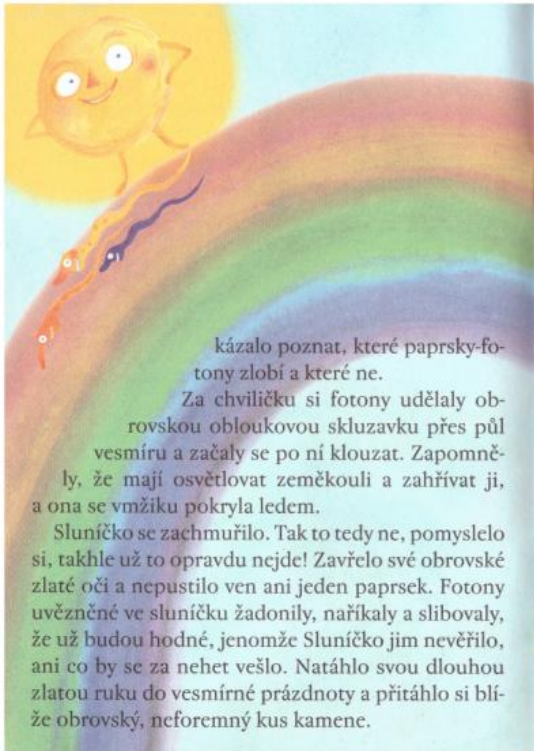 kázalo poznat, které paprsky-fo-
tony zlobí a které ne.
Za chviličku si fotony udělaly ob-
rovskou obloukovou skluzavku přes půl
vesmíru a začaly se po ní klouzat. Zapomně-
ly, že mají osvětlovat zeměkouli a zahřívat ji,
a ona se vmžiku pokryla ledem.
Sluníčko se zachmuřilo. Tak to tedy ne, pomyslelo
si, takhle už to opravdu nejde! Zavřelo své obrovské
zlaté oči a nepustilo ven ani jeden paprsek. Fotony
uvězněné ve sluníčku žadonily, naříkaly a slibovaly,
že už budou hodné, jenomže Sluníčko jim nevěřilo,
ani co by se za nehet vešlo. Natáhlo svou dlouhou
zlatou ruku do vesmírné prázdnoty a přitáhlo si blí-
že obrovský, neforemný kus kamene.